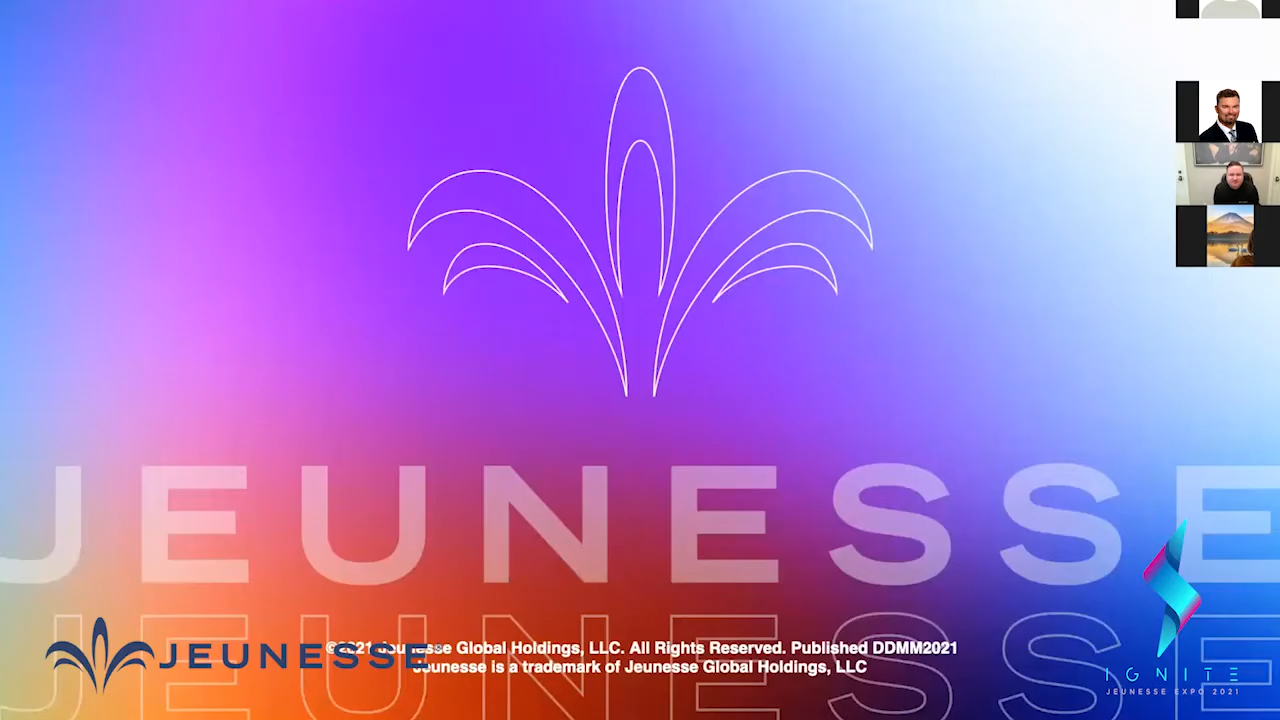 JEUNESSE
JEUNESSE
©2021 Jeunesse Global Holdings, LLC. All Rights Reserved. Published DDMM2021
Jeunesse is a trademark of Jeunesse Global Holdings, LLC
JEUNESSE
IGNITE
JEUNESSE EXPO 2021